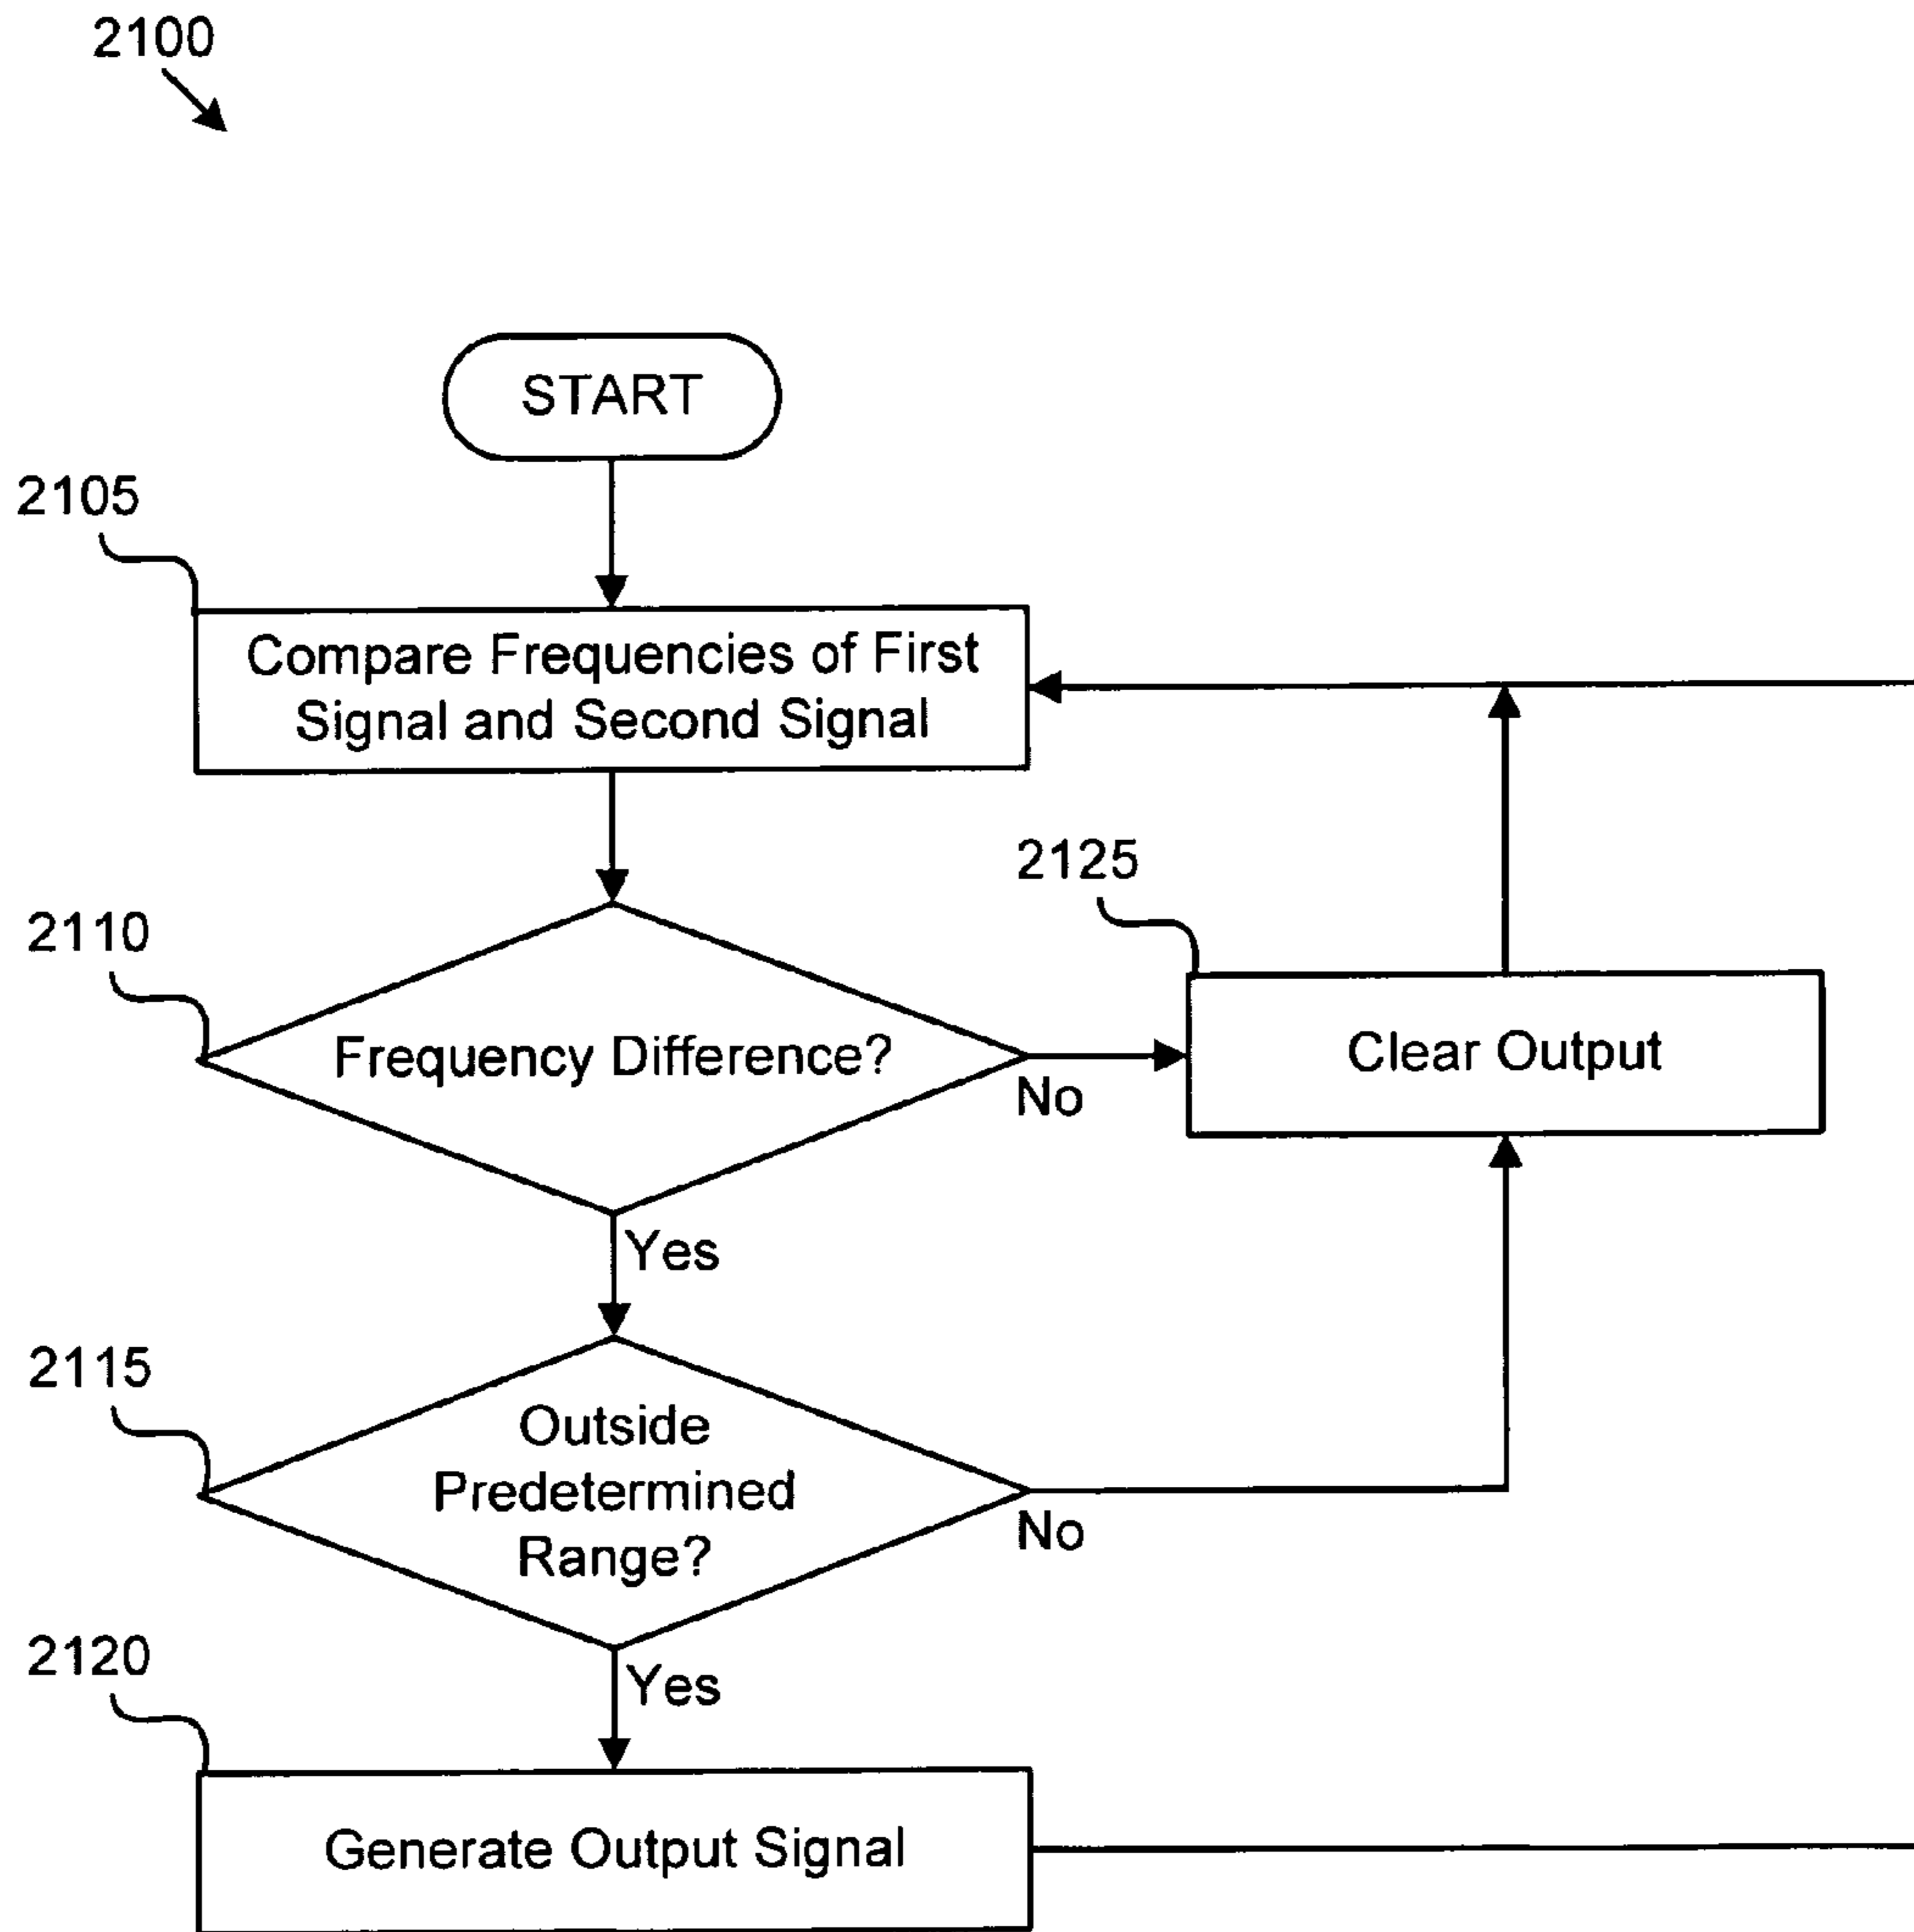 2100
START
2105
Compare Frequencies of First
Signal and Second Signal
2110
Frequency Difference?
No
2125
Clear Output
Yes
2115
Outside
Predetermined
Range?
No
Yes
2120
Generate Output Signal